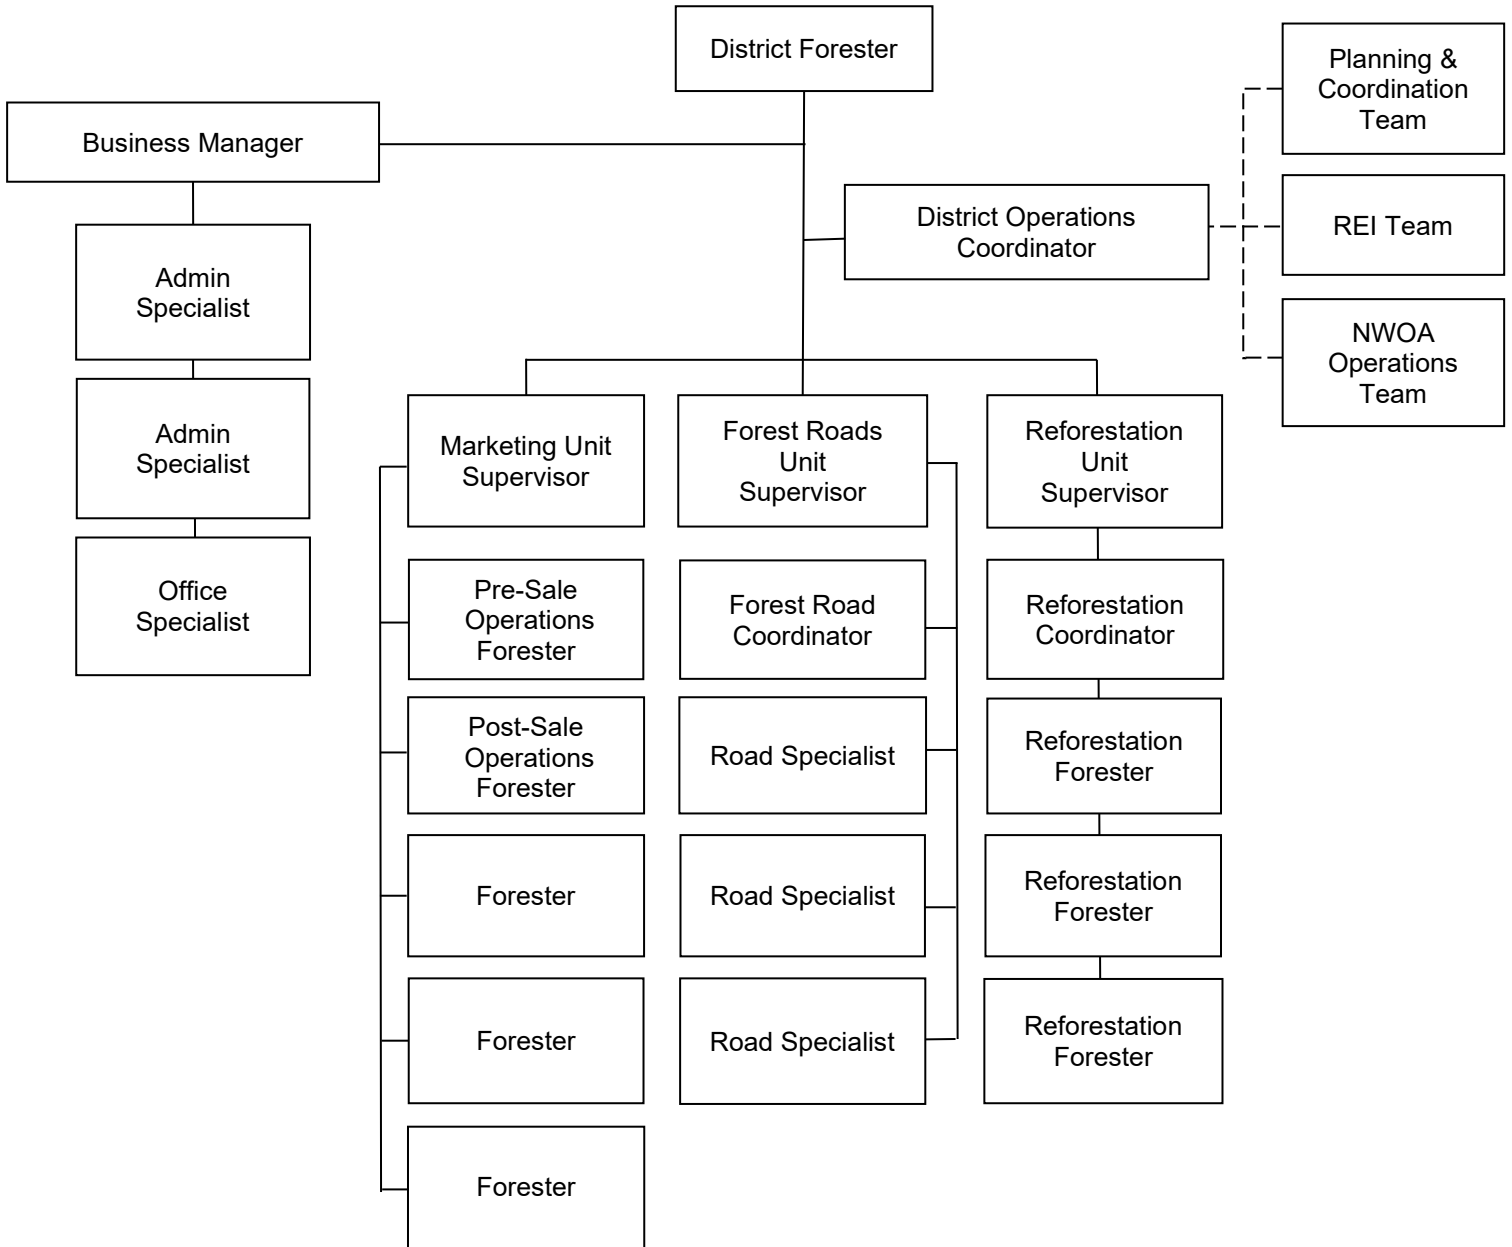 District Forester
Planning &
Coordination
Team
Business Manager
District Operations
Coordinator
REI Team
Admin
Specialist
NWOA
Operations
Team
Admin
Specialist
Office
Specialist
Marketing Unit
Supervisor
Pre-Sale
Operations
Forester
Post-Sale
Operations
Forester
Forester
Forester
Forester
Forest Roads
Unit
Supervisor
Forest Road
Coordinator
Road Specialist
Road Specialist
Road Specialist
Reforestation
Unit
Supervisor
Reforestation
Coordinator
Reforestation
Forester
Reforestation
Forester
Reforestation
Forester